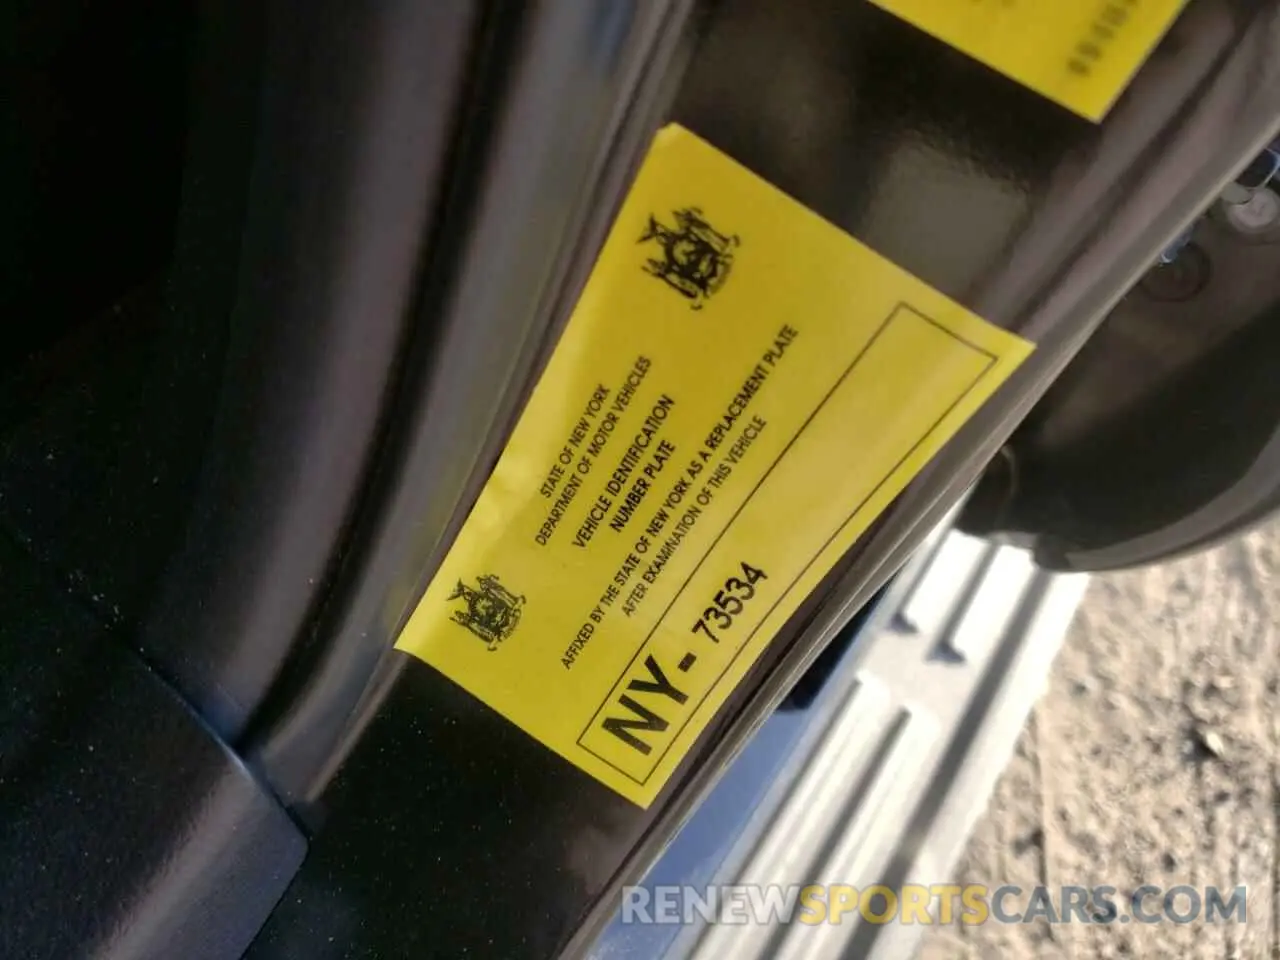 STATE OF NEW YORK
DEPARTMENT OF MOTOR VEHICLES
VEHICLE IDENTIFICATION
NUMBER PLATE
AFFIXED BY THE STATE OF NEW YORK AS A REPLACEMENT PLATE
AFTER EXAMINATION OF THIS VEHICLE
NY- 73534
RENEWSPORTSCARS.COM